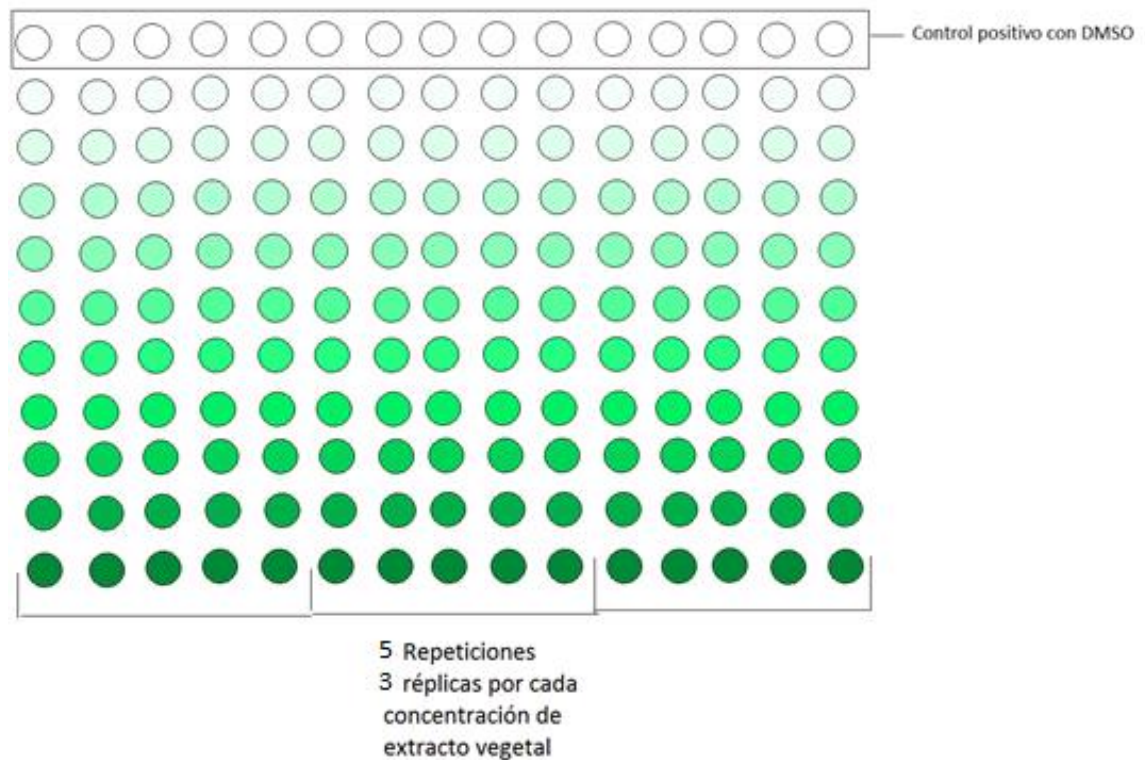 Control positivo con DMSO
5 Repeticiones
3 réplicas por cada
concentración de
extracto vegetal